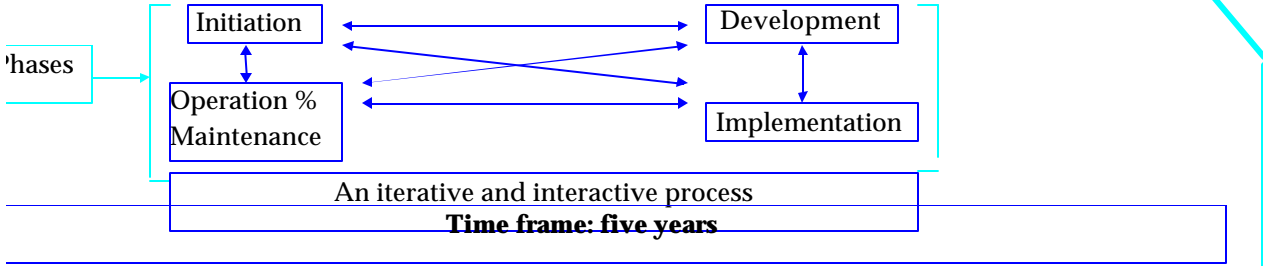 Initiation
Development
Phases
Operation %
Maintenance
Implementation
An iterative and interactive process
Time frame: five years